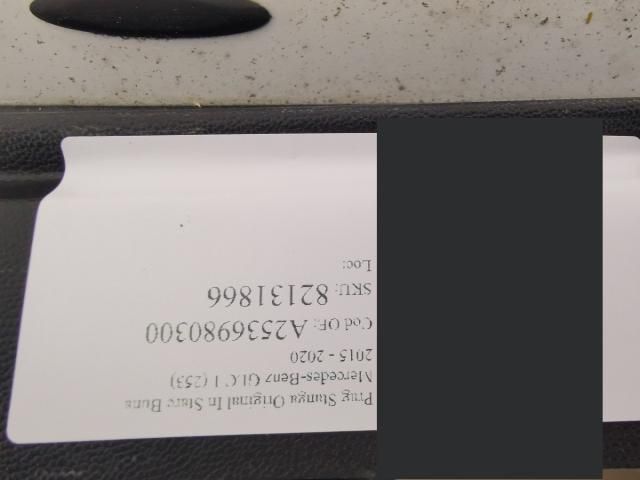 Prag Stanga Original In Stare Buna
Mercedes-Benz GLC 1 (253)
2015 - 2020
Cod OE: A2536980300
SKU: 82131866
Loc: